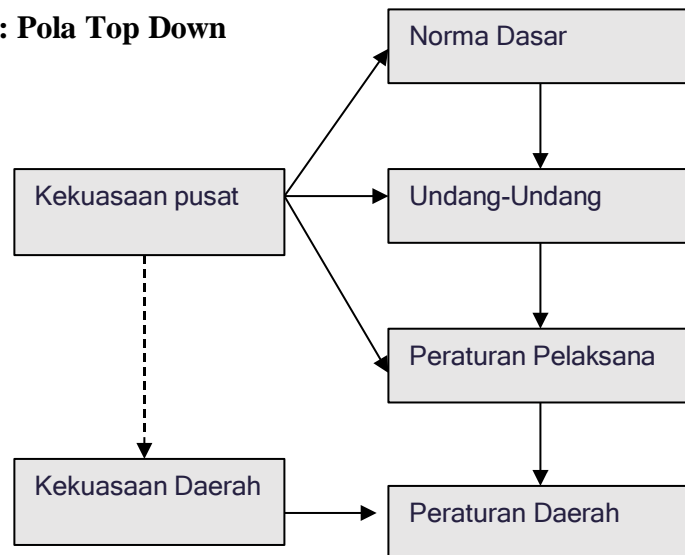 : Pola Top Down
Norma Dasar
Kekuasaan pusat
Undang-Undang
Peraturan Pelaksana
Kekuasaan Daerah
Peraturan Daerah